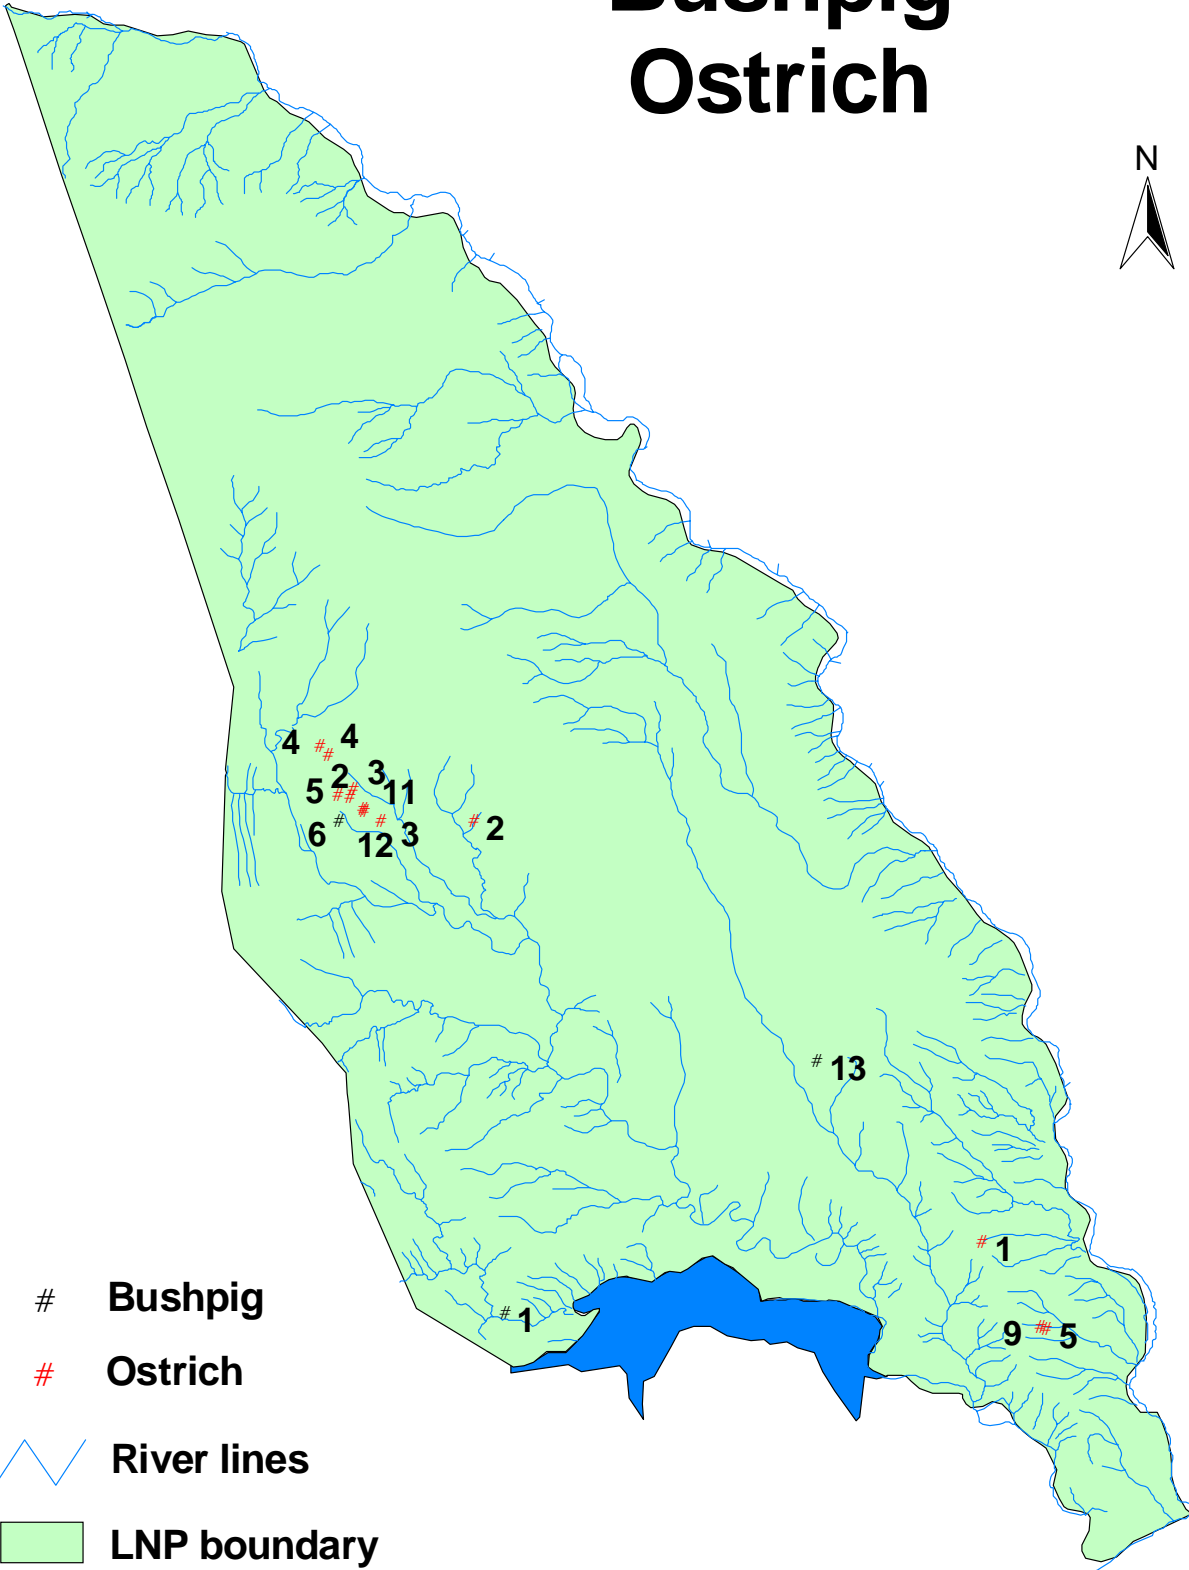 Bushpig
Ostrich
N
4 # # 4
5 2 # # # 3 11
6 # # # 12 3
# 2
# 13
# 1
9 ## 5
# 1
# Bushpig
# Ostrich
River lines
LNP boundary